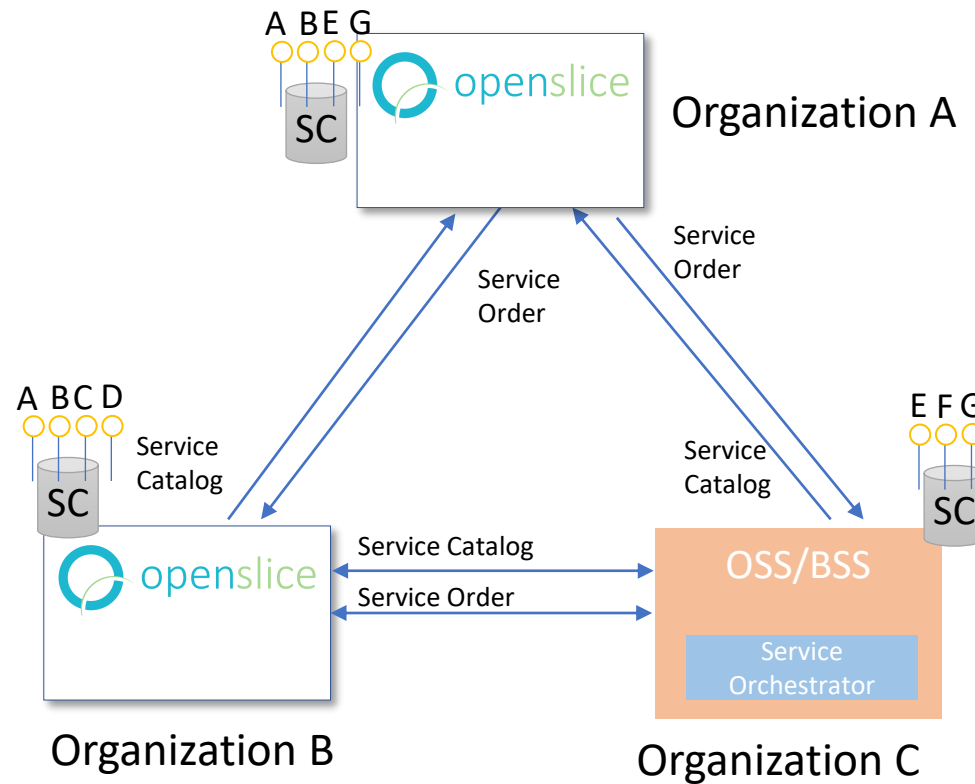 A B E G
openslice
SC
Organization A
Service
Order
Service
Order
A B C D
E F G
Service
Catalog
Service
Catalog
SC
SC
openslice
Service Catalog
Service Order
OSS/BSS
Service
Orchestrator
Organization B
Organization C